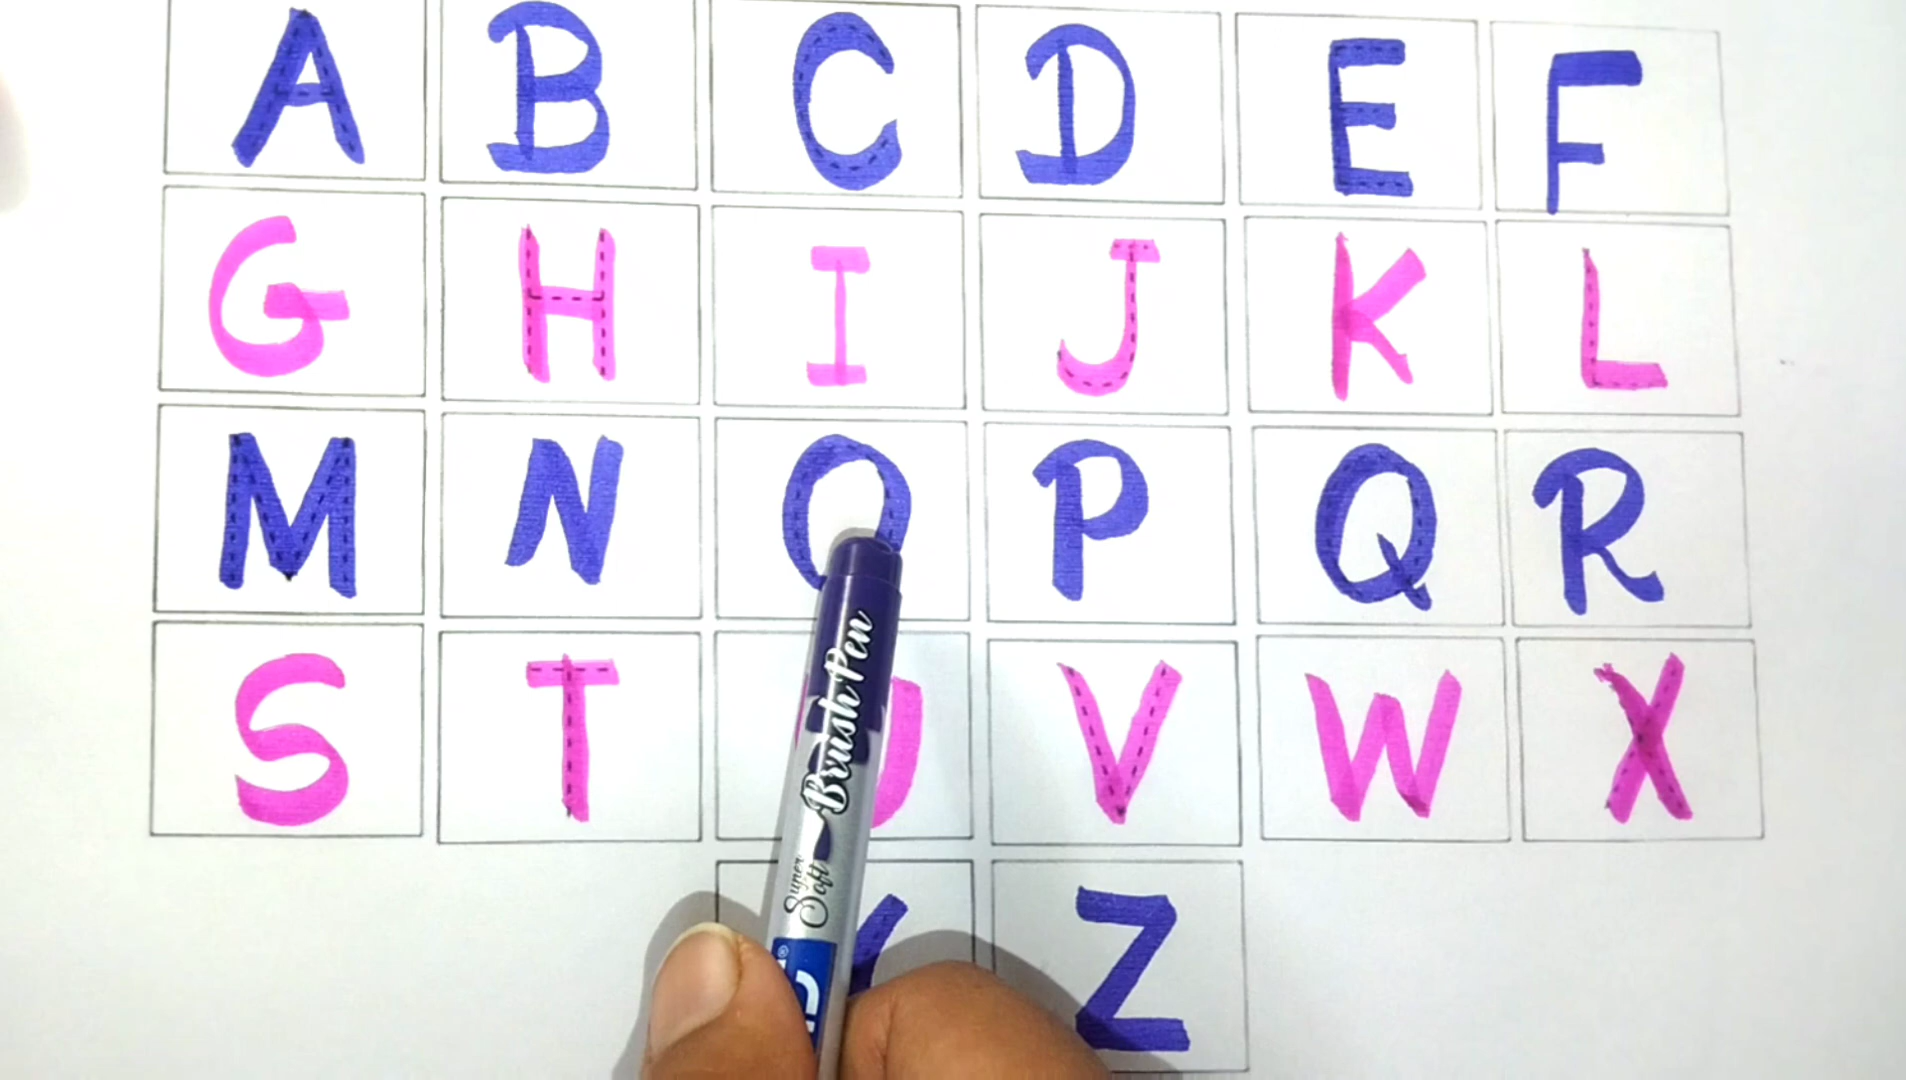 A B C D E F
G H I J K L
M N O P Q R
S T U V W X
Y Z
Super Soft Brush Pen